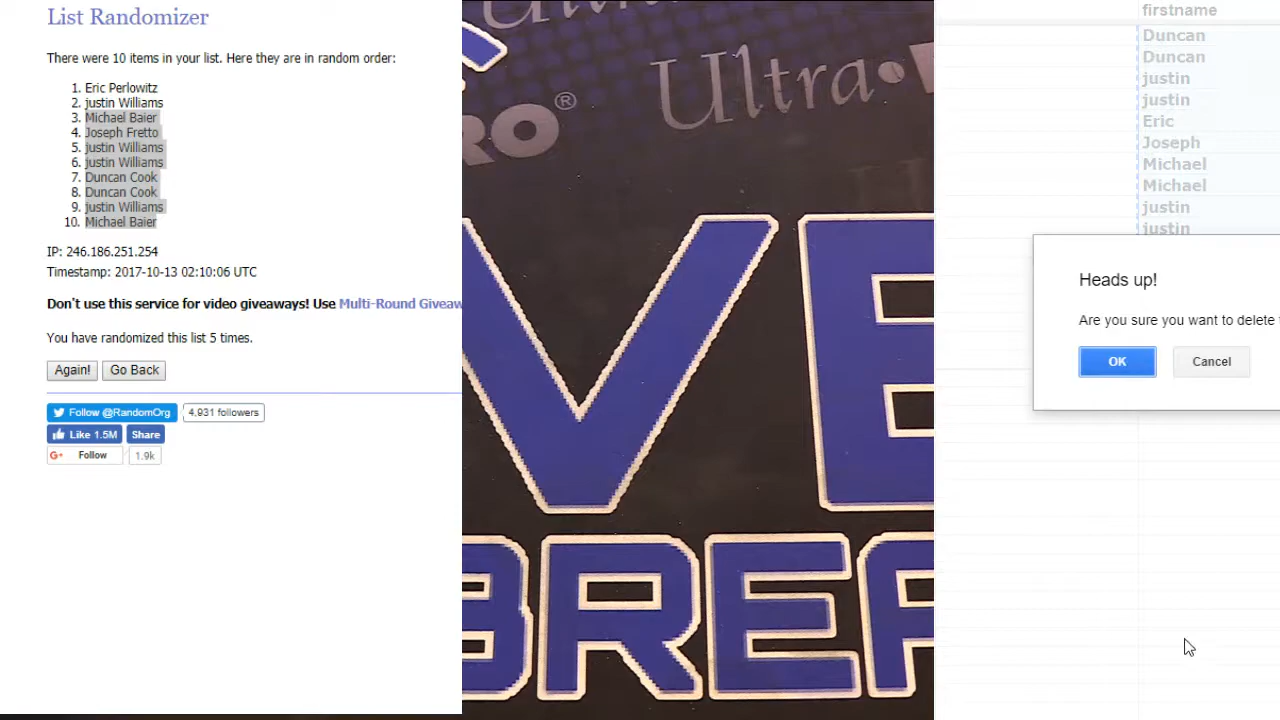 List Randomizer
There were 10 items in your list. Here they are in random order:
1. Eric Perlowitz
2. justin Williams
3. Michael Baier
4. Joseph Fretto
5. justin Williams
6. justin Williams
7. Duncan Cook
8. Duncan Cook
9. justin Williams
10. Michael Baier
IP: 246.186.251.254
Timestamp: 2017-10-13 02:10:06 UTC
Don't use this service for video giveaways! Use Multi-Round Giveaw
You have randomized this list 5 times.
Again! Go Back
Follow @RandomOrg 4,931 followers
Like 1.5M Share
G+ Follow 1.9k
Ultra
Ultra•
RO®
VE
BREA
firstname
Duncan
Duncan
justin
justin
Eric
Joseph
Michael
Michael
justin
justin
Heads up!
Are you sure you want to delete
OK Cancel